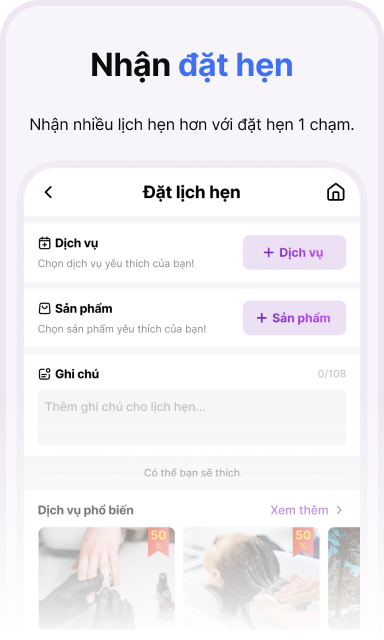 Nhận đặt hẹn
Nhận nhiều lịch hẹn hơn với đặt hẹn 1 chạm.
Đặt lịch hẹn
Dịch vụ
Chọn dịch vụ yêu thích của bạn!
+ Dịch vụ
Sản phẩm
Chọn sản phẩm yêu thích của bạn!
+ Sản phẩm
Ghi chú
0/108
Thêm ghi chú cho lịch hẹn...
Có thể bạn sẽ thích
Dịch vụ phổ biến
Xem thêm
50
%
50
%